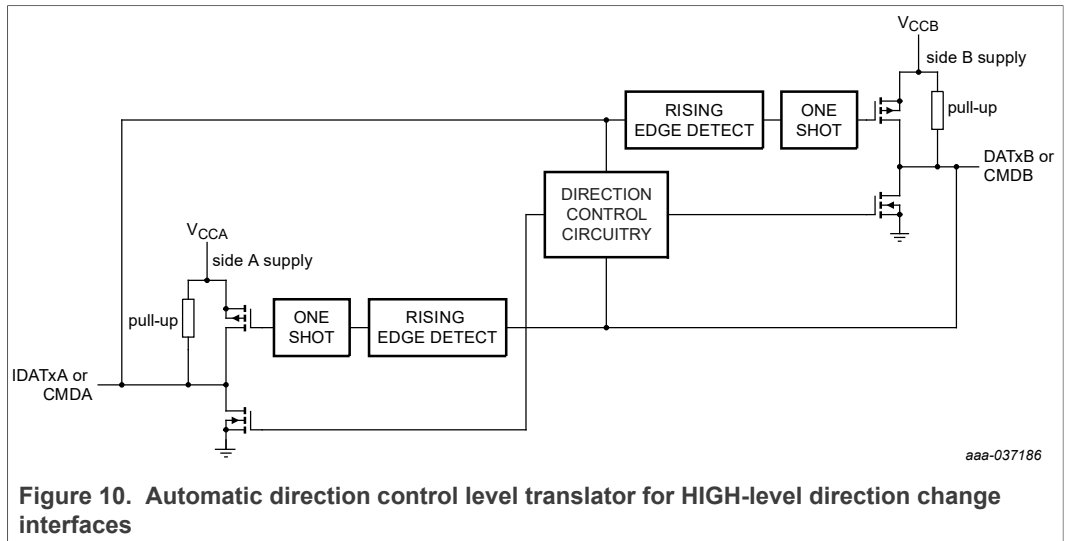 VCCB
side B supply
RISING
EDGE DETECT
ONE
SHOT
pull-up
DATxB or
CMDB
DIRECTION
CONTROL
CIRCUITRY
VCCA
side A supply
pull-up
ONE
SHOT
RISING
EDGE DETECT
IDATxA or
CMDA
aaa-037186
Figure 10. Automatic direction control level translator for HIGH-level direction change
interfaces